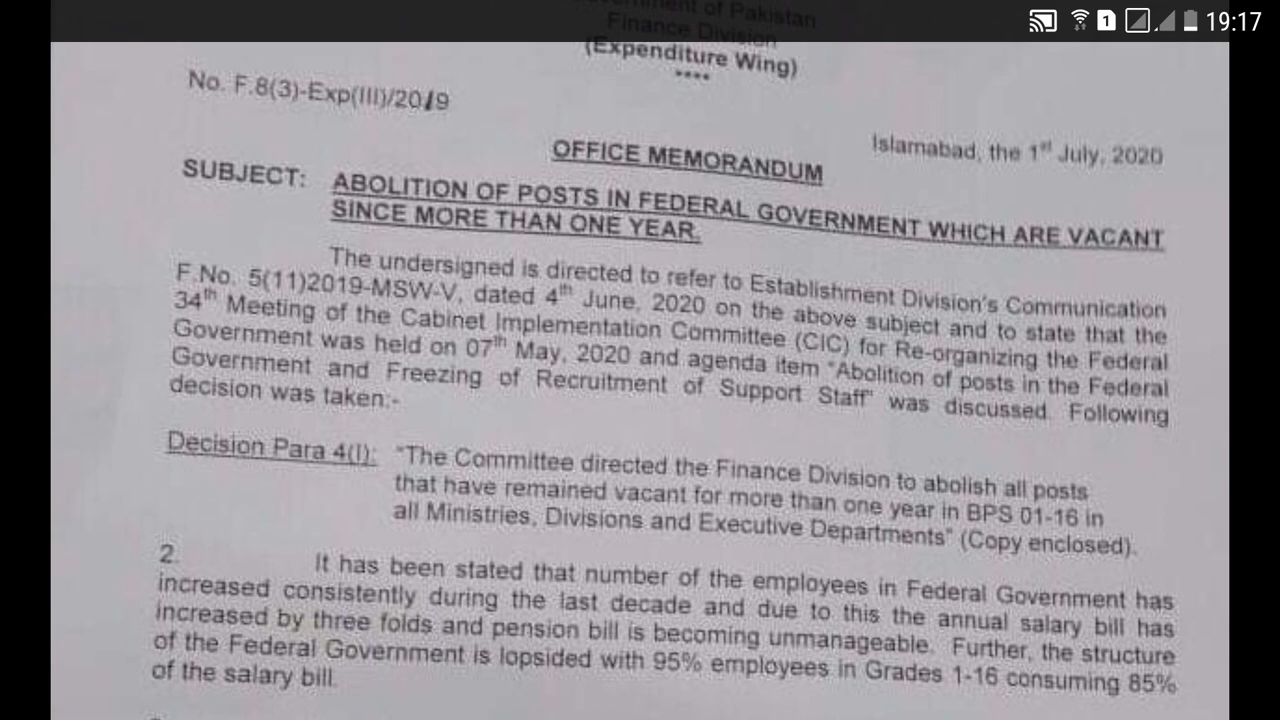 19:17
1
Government of Pakistan
Finance Division
(Expenditure Wing)
****
No. F.8(3)-Exp(III)/2019
Islamabad, the 1st July, 2020
OFFICE MEMORANDUM
SUBJECT: ABOLITION OF POSTS IN FEDERAL GOVERNMENT WHICH ARE VACANT
SINCE MORE THAN ONE YEAR.
The undersigned is directed to refer to Establishment Division's Communication
F.No. 5(11)2019-MSW-V, dated 4th June, 2020 on the above subject and to state that the
34th Meeting of the Cabinet Implementation Committee (CIC) for Re-organizing the Federal
Government was held on 07th May, 2020 and agenda item "Abolition of posts in the Federal
Government and Freezing of Recruitment of Support Staff" was discussed. Following
decision was taken:-
Decision Para 4(I): "The Committee directed the Finance Division to abolish all posts
that have remained vacant for more than one year in BPS 01-16 in
all Ministries, Divisions and Executive Departments" (Copy enclosed).
2. It has been stated that number of the employees in Federal Government has
increased consistently during the last decade and due to this the annual salary bill has
increased by three folds and pension bill is becoming unmanageable. Further, the structure
of the Federal Government is lopsided with 95% employees in Grades 1-16 consuming 85%
of the salary bill.